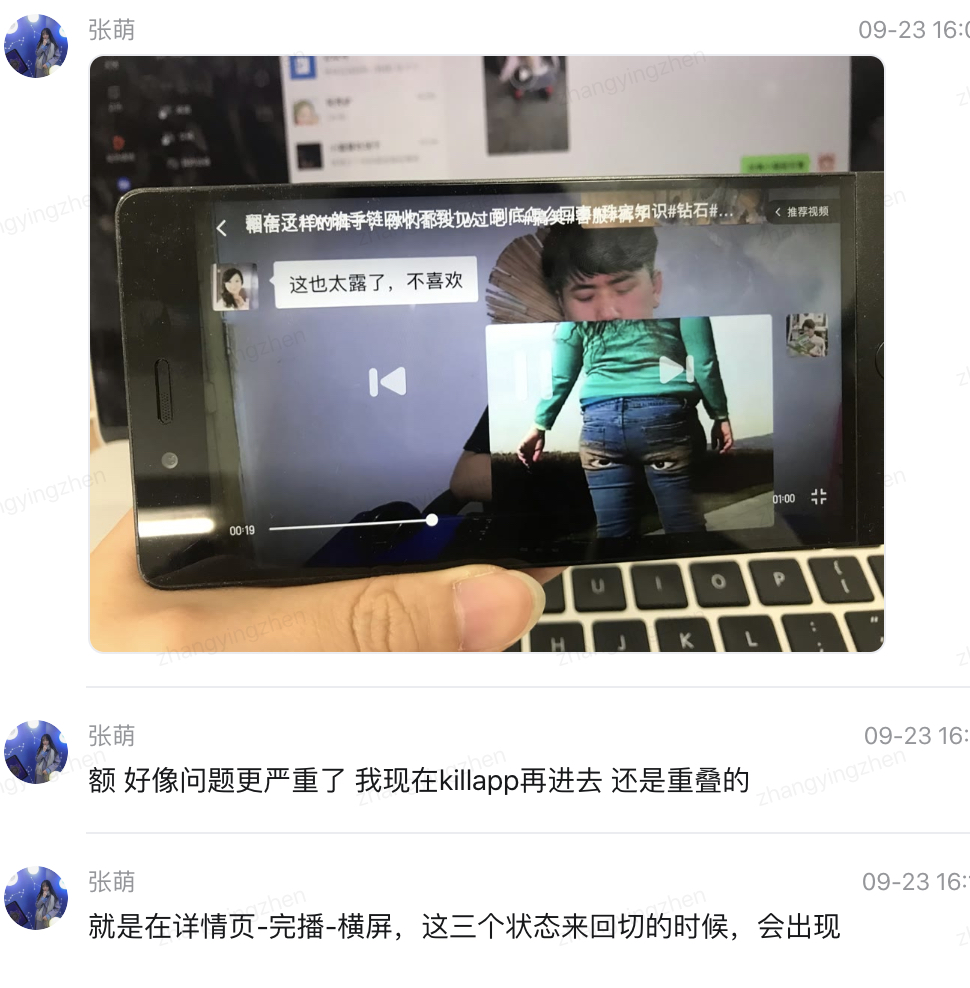 张萌
09-23 16:0
这也太露了，不喜欢
推荐视频
00:19
01:00
U I O P
H J K L
张萌
09-23 16:
额 好像问题更严重了 我现在killapp再进去 还是重叠的
张萌
09-23 16:1
就是在详情页-完播-横屏，这三个状态来回切的时候，会出现
zhangyingzhen